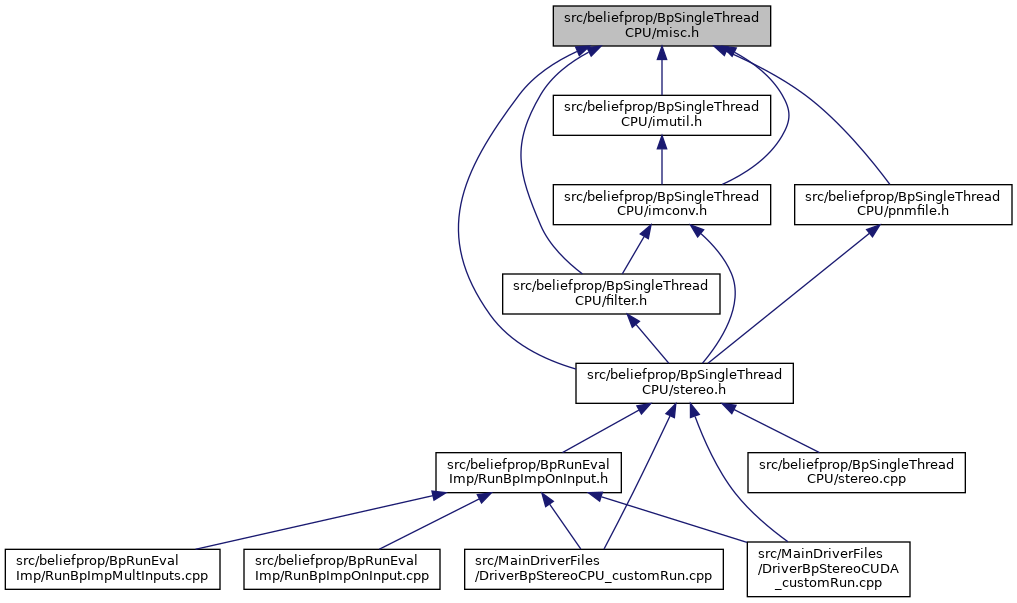 src/beliefprop/BpSingleThread
CPU/misc.h
src/beliefprop/BpSingleThread
CPU/imutil.h
src/beliefprop/BpSingleThread
CPU/imconv.h
src/beliefprop/BpSingleThread
CPU/pnmfile.h
src/beliefprop/BpSingleThread
CPU/filter.h
src/beliefprop/BpSingleThread
CPU/stereo.h
src/beliefprop/BpRunEval
Imp/RunBpImpOnInput.h
src/beliefprop/BpSingleThread
CPU/stereo.cpp
src/beliefprop/BpRunEval
Imp/RunBpImpMultInputs.cpp
src/beliefprop/BpRunEval
Imp/RunBpImpOnInput.cpp
src/MainDriverFiles
/DriverBpStereoCPU_customRun.cpp
src/MainDriverFiles
/DriverBpStereoCUDA
_customRun.cpp